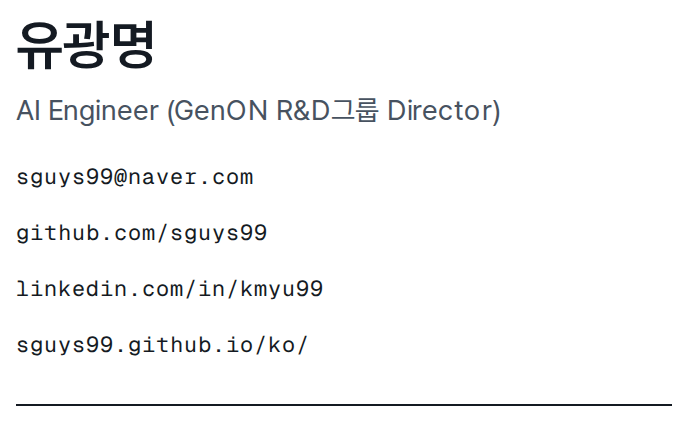 유광명
AI Engineer (GenON R&D그룹 Director)
sguys99@naver.com
github.com/sguys99
linkedin.com/in/kmyu99
sguys99.github.io/ko/